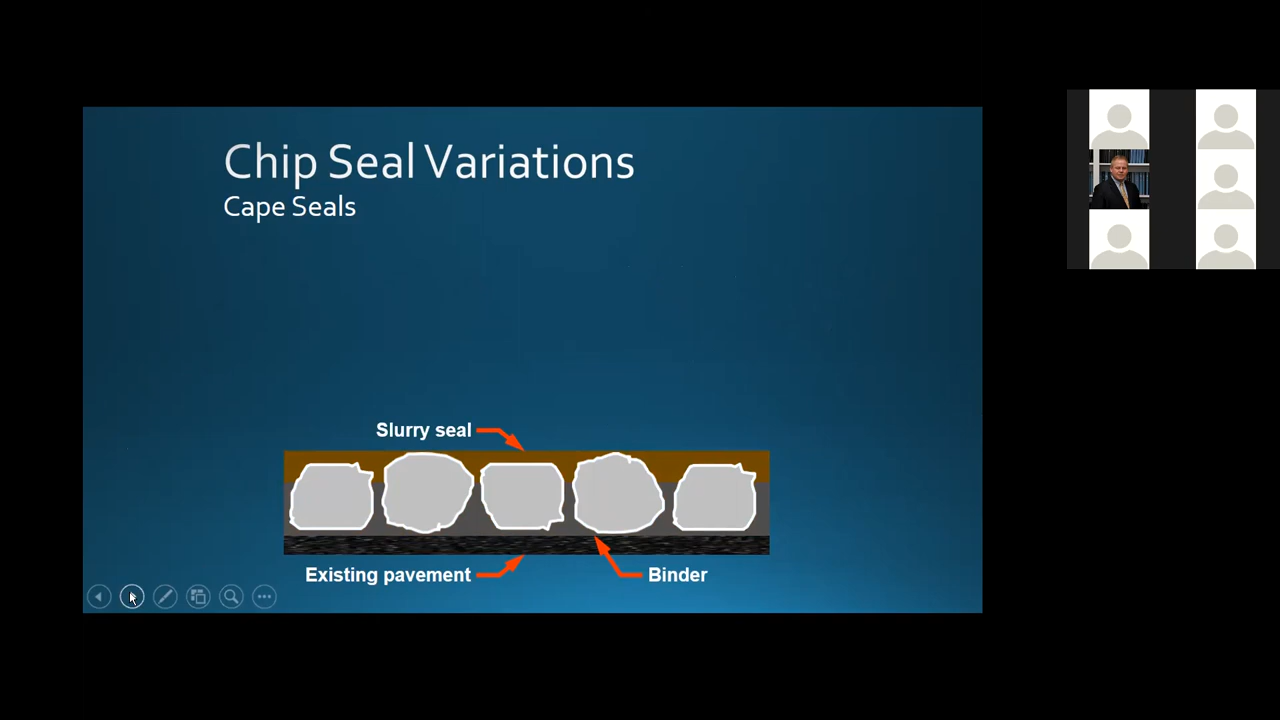 Chip Seal Variations
Cape Seals
Slurry seal
Existing pavement
Binder